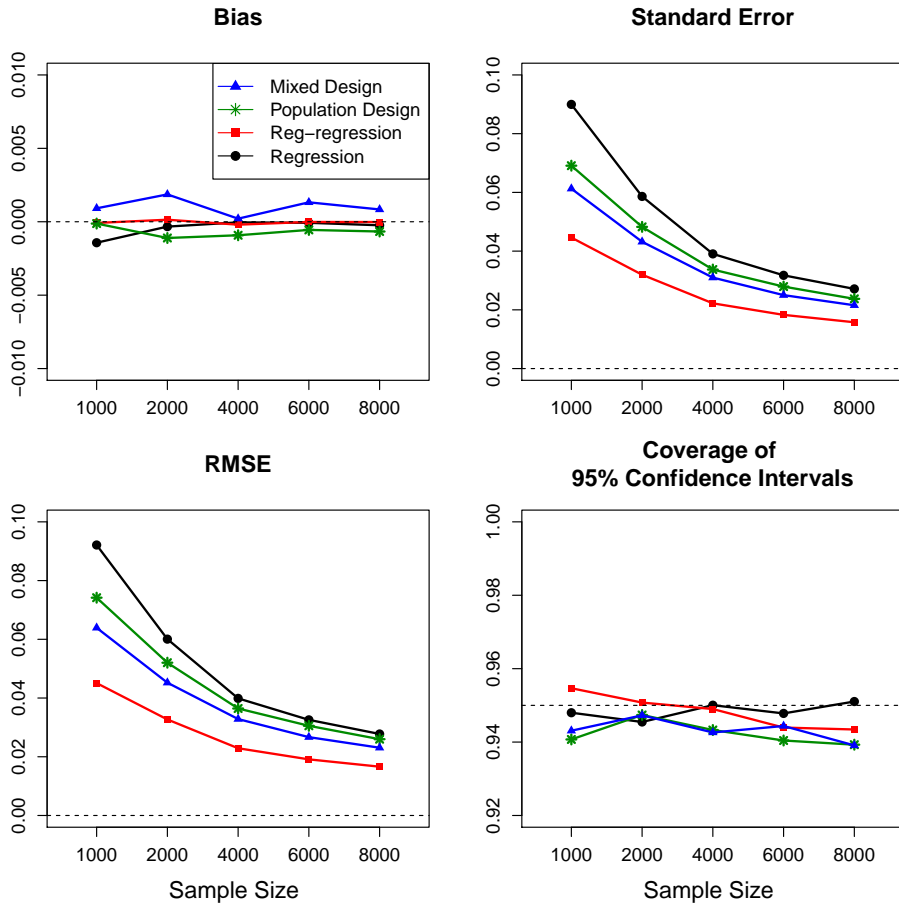 Bias
0.010
0.005
0.000
−0.005
−0.010
Mixed Design
Population Design
Reg−regression
Regression
1000 2000 4000 6000 8000
Standard Error
0.10
0.08
0.06
0.04
0.02
0.00
1000 2000 4000 6000 8000
RMSE
0.10
0.08
0.06
0.04
0.02
0.00
1000 2000 4000 6000 8000
Sample Size
Coverage of
95% Confidence Intervals
1.00
0.98
0.96
0.94
0.92
1000 2000 4000 6000 8000
Sample Size